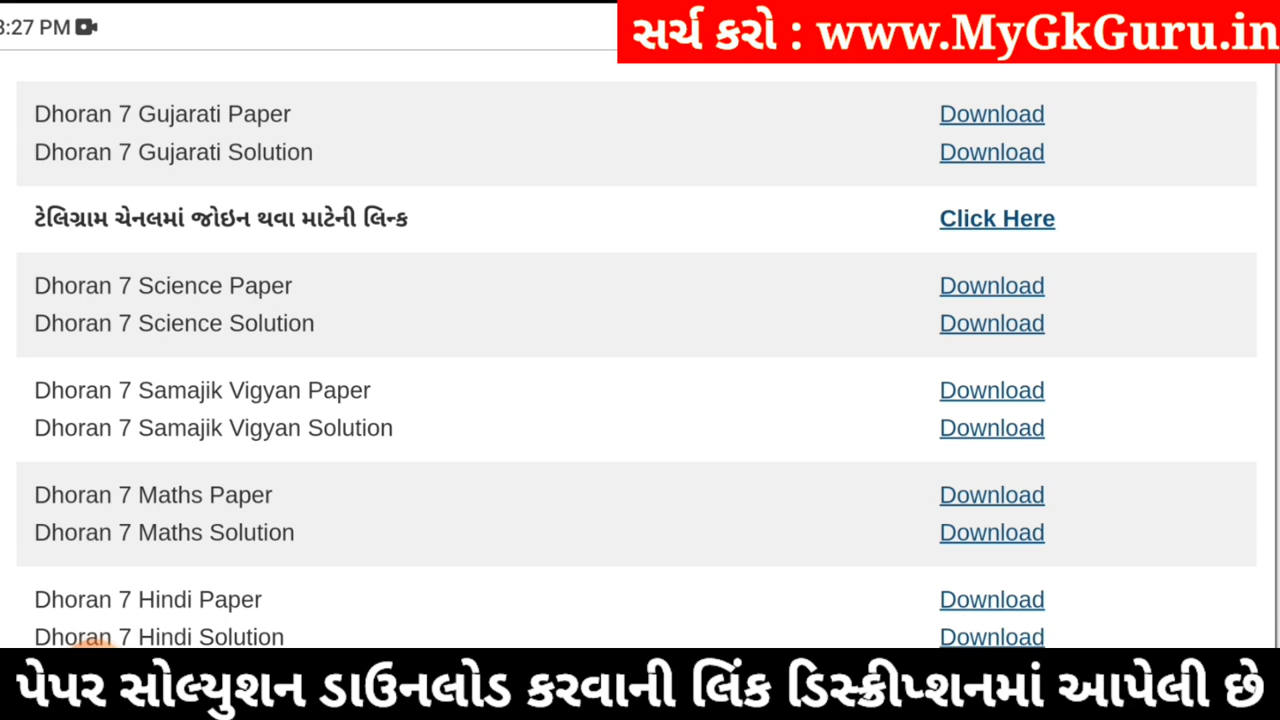 3:27 PM
સર્ચ કરો : www.MyGkGuru.in
Dhoran 7 Gujarati Paper Download
Dhoran 7 Gujarati Solution Download
ટેલિગ્રામ ચેનલમાં જોઇન થવા માટેની લિન્ક Click Here
Dhoran 7 Science Paper Download
Dhoran 7 Science Solution Download
Dhoran 7 Samajik Vigyan Paper Download
Dhoran 7 Samajik Vigyan Solution Download
Dhoran 7 Maths Paper Download
Dhoran 7 Maths Solution Download
Dhoran 7 Hindi Paper Download
Dhoran 7 Hindi Solution Download
પેપર સોલ્યુશન ડાઉનલોડ કરવાની લિંક ડિસ્ક્રીપ્શનમાં આપેલી છે